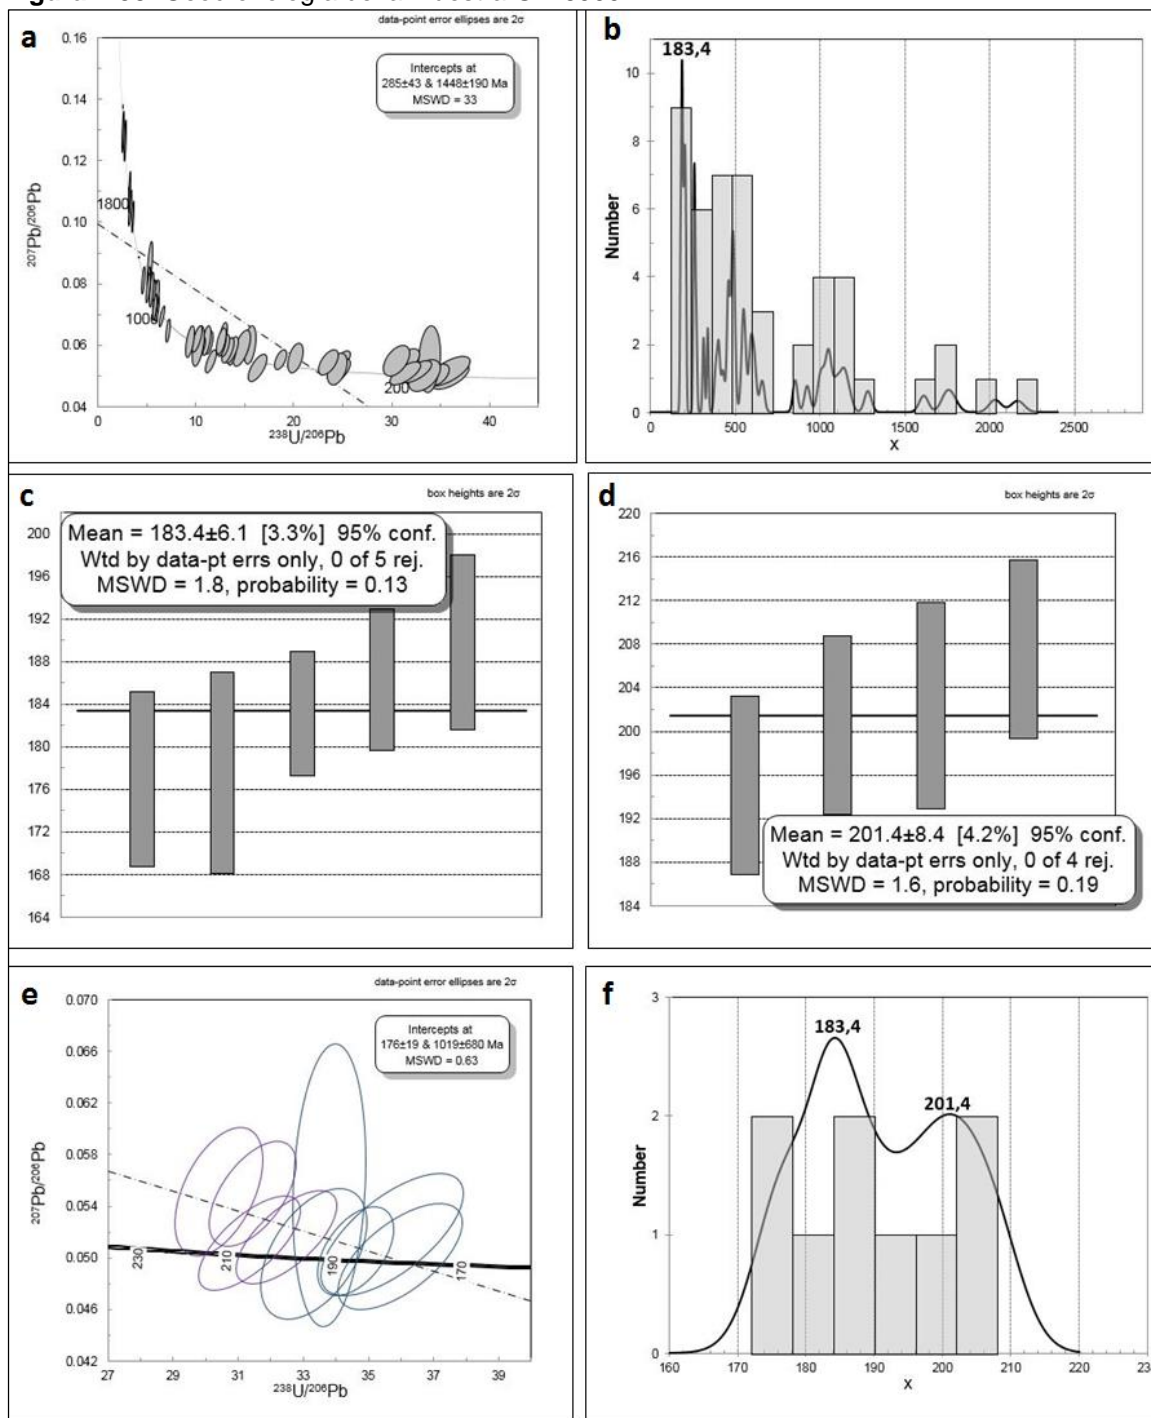 a
data-point error ellipses are 2σ
0.16
0.14
0.12
0.10
0.08
0.06
0.04
²⁰⁷Pb/²⁰⁶Pb
Intercepts at
285±43 & 1448±190 Ma
MSWD = 33
1800
1000
200
0 10 20 30 40
²³⁸U/²⁰⁶Pb
b
183,4
10
8
6
4
2
0
Number
0 500 1000 1500 2000 2500
x
c
box heights are 2σ
Mean = 183.4±6.1 [3.3%] 95% conf.
Wtd by data-pt errs only, 0 of 5 rej.
MSWD = 1.8, probability = 0.13
200
196
192
188
184
180
176
172
168
164
d
box heights are 2σ
220
216
212
208
204
200
196
192
188
184
Mean = 201.4±8.4 [4.2%] 95% conf.
Wtd by data-pt errs only, 0 of 4 rej.
MSWD = 1.6, probability = 0.19
e
data-point error ellipses are 2σ
0.070
0.066
0.062
0.058
0.054
0.050
0.046
0.042
²⁰⁷Pb/²⁰⁶Pb
Intercepts at
176±19 & 1019±680 Ma
MSWD = 0.63
230 210 190 170
27 29 31 33 35 37 39
²³⁸U/²⁰⁶Pb
f
3
2
1
0
Number
183,4
201,4
160 170 180 190 200 210 220
x